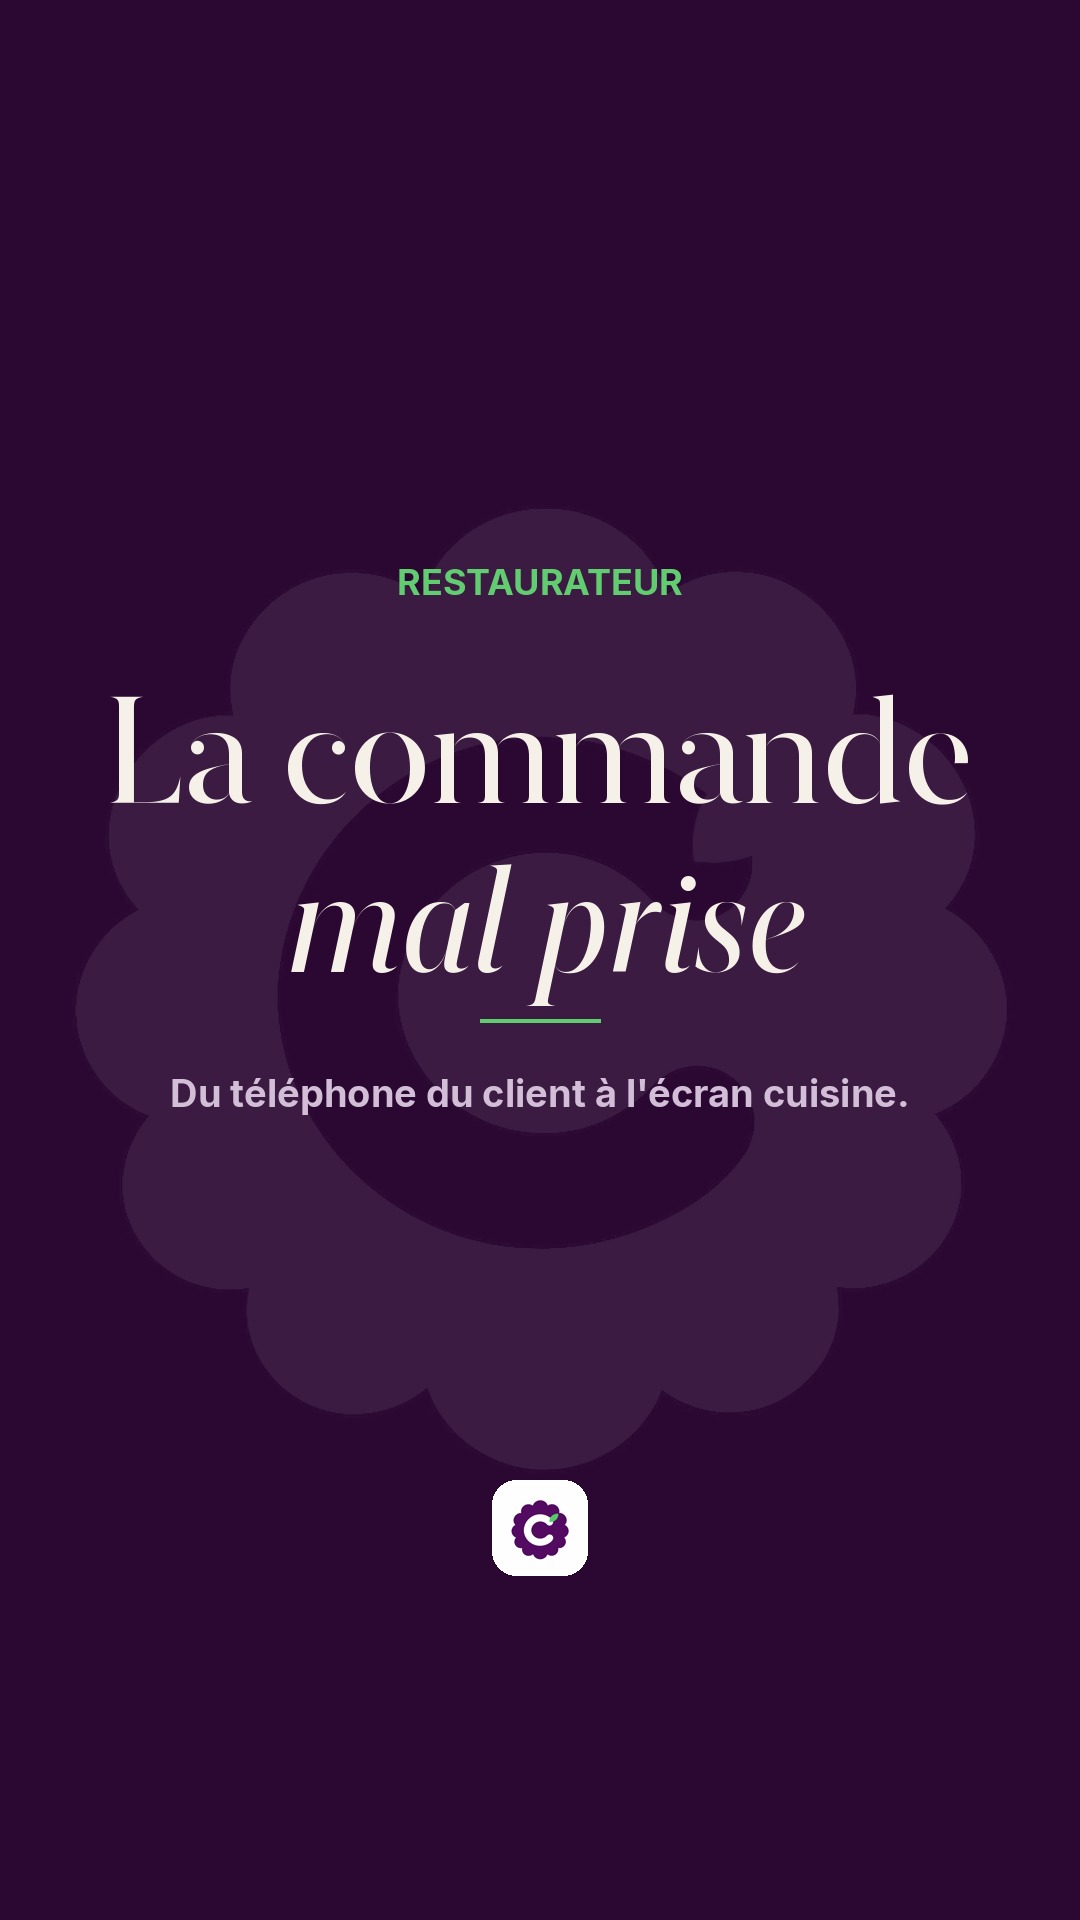 RESTAURATEUR
La commande
mal prise
Du téléphone du client à l'écran cuisine.